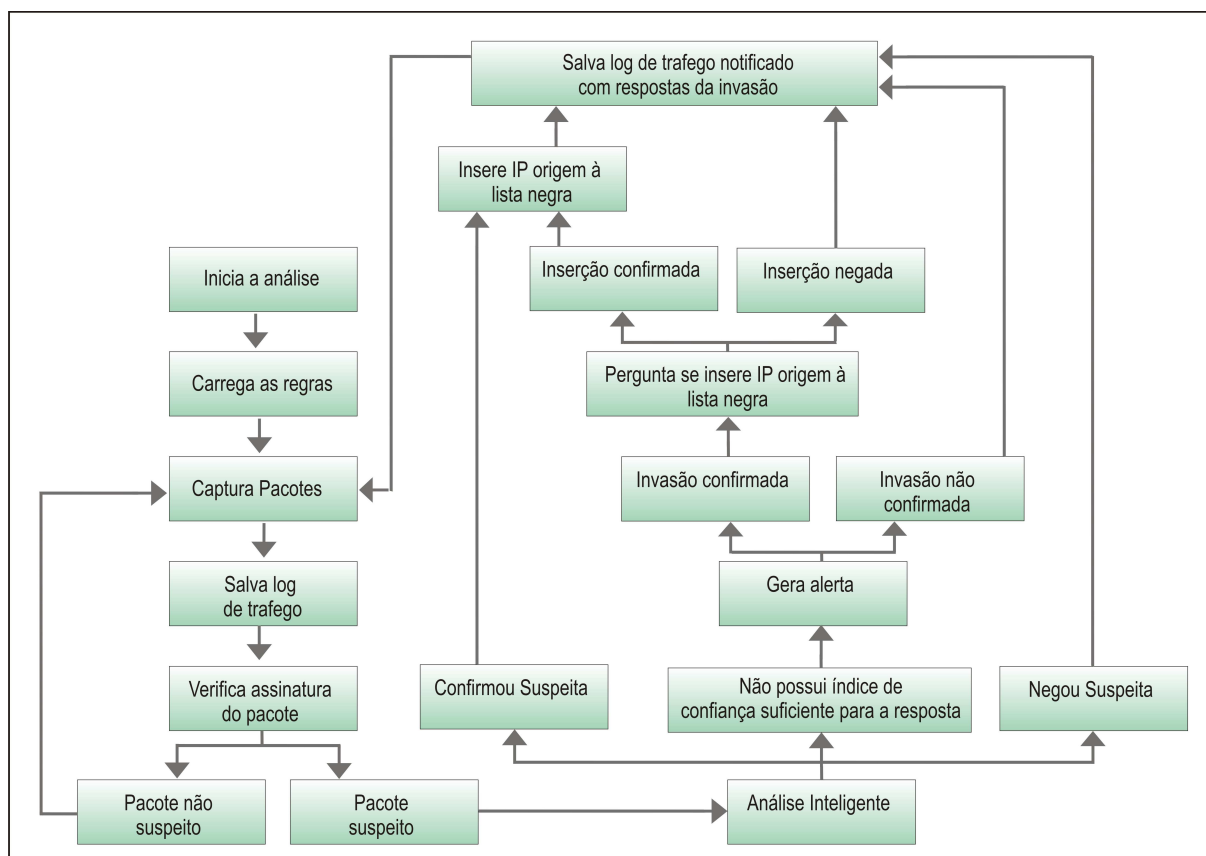 Salva log de trafego notificado
com respostas da invasão
Insere IP origem à
lista negra
Inserção confirmada
Inserção negada
Inicia a análise
Carrega as regras
Pergunta se insere IP origem à
lista negra
Captura Pacotes
Invasão confirmada
Invasão não
confirmada
Salva log
de trafego
Gera alerta
Verifica assinatura
do pacote
Confirmou Suspeita
Não possui índice de
confiança suficiente para a resposta
Negou Suspeita
Pacote não
suspeito
Pacote
suspeito
Análise Inteligente